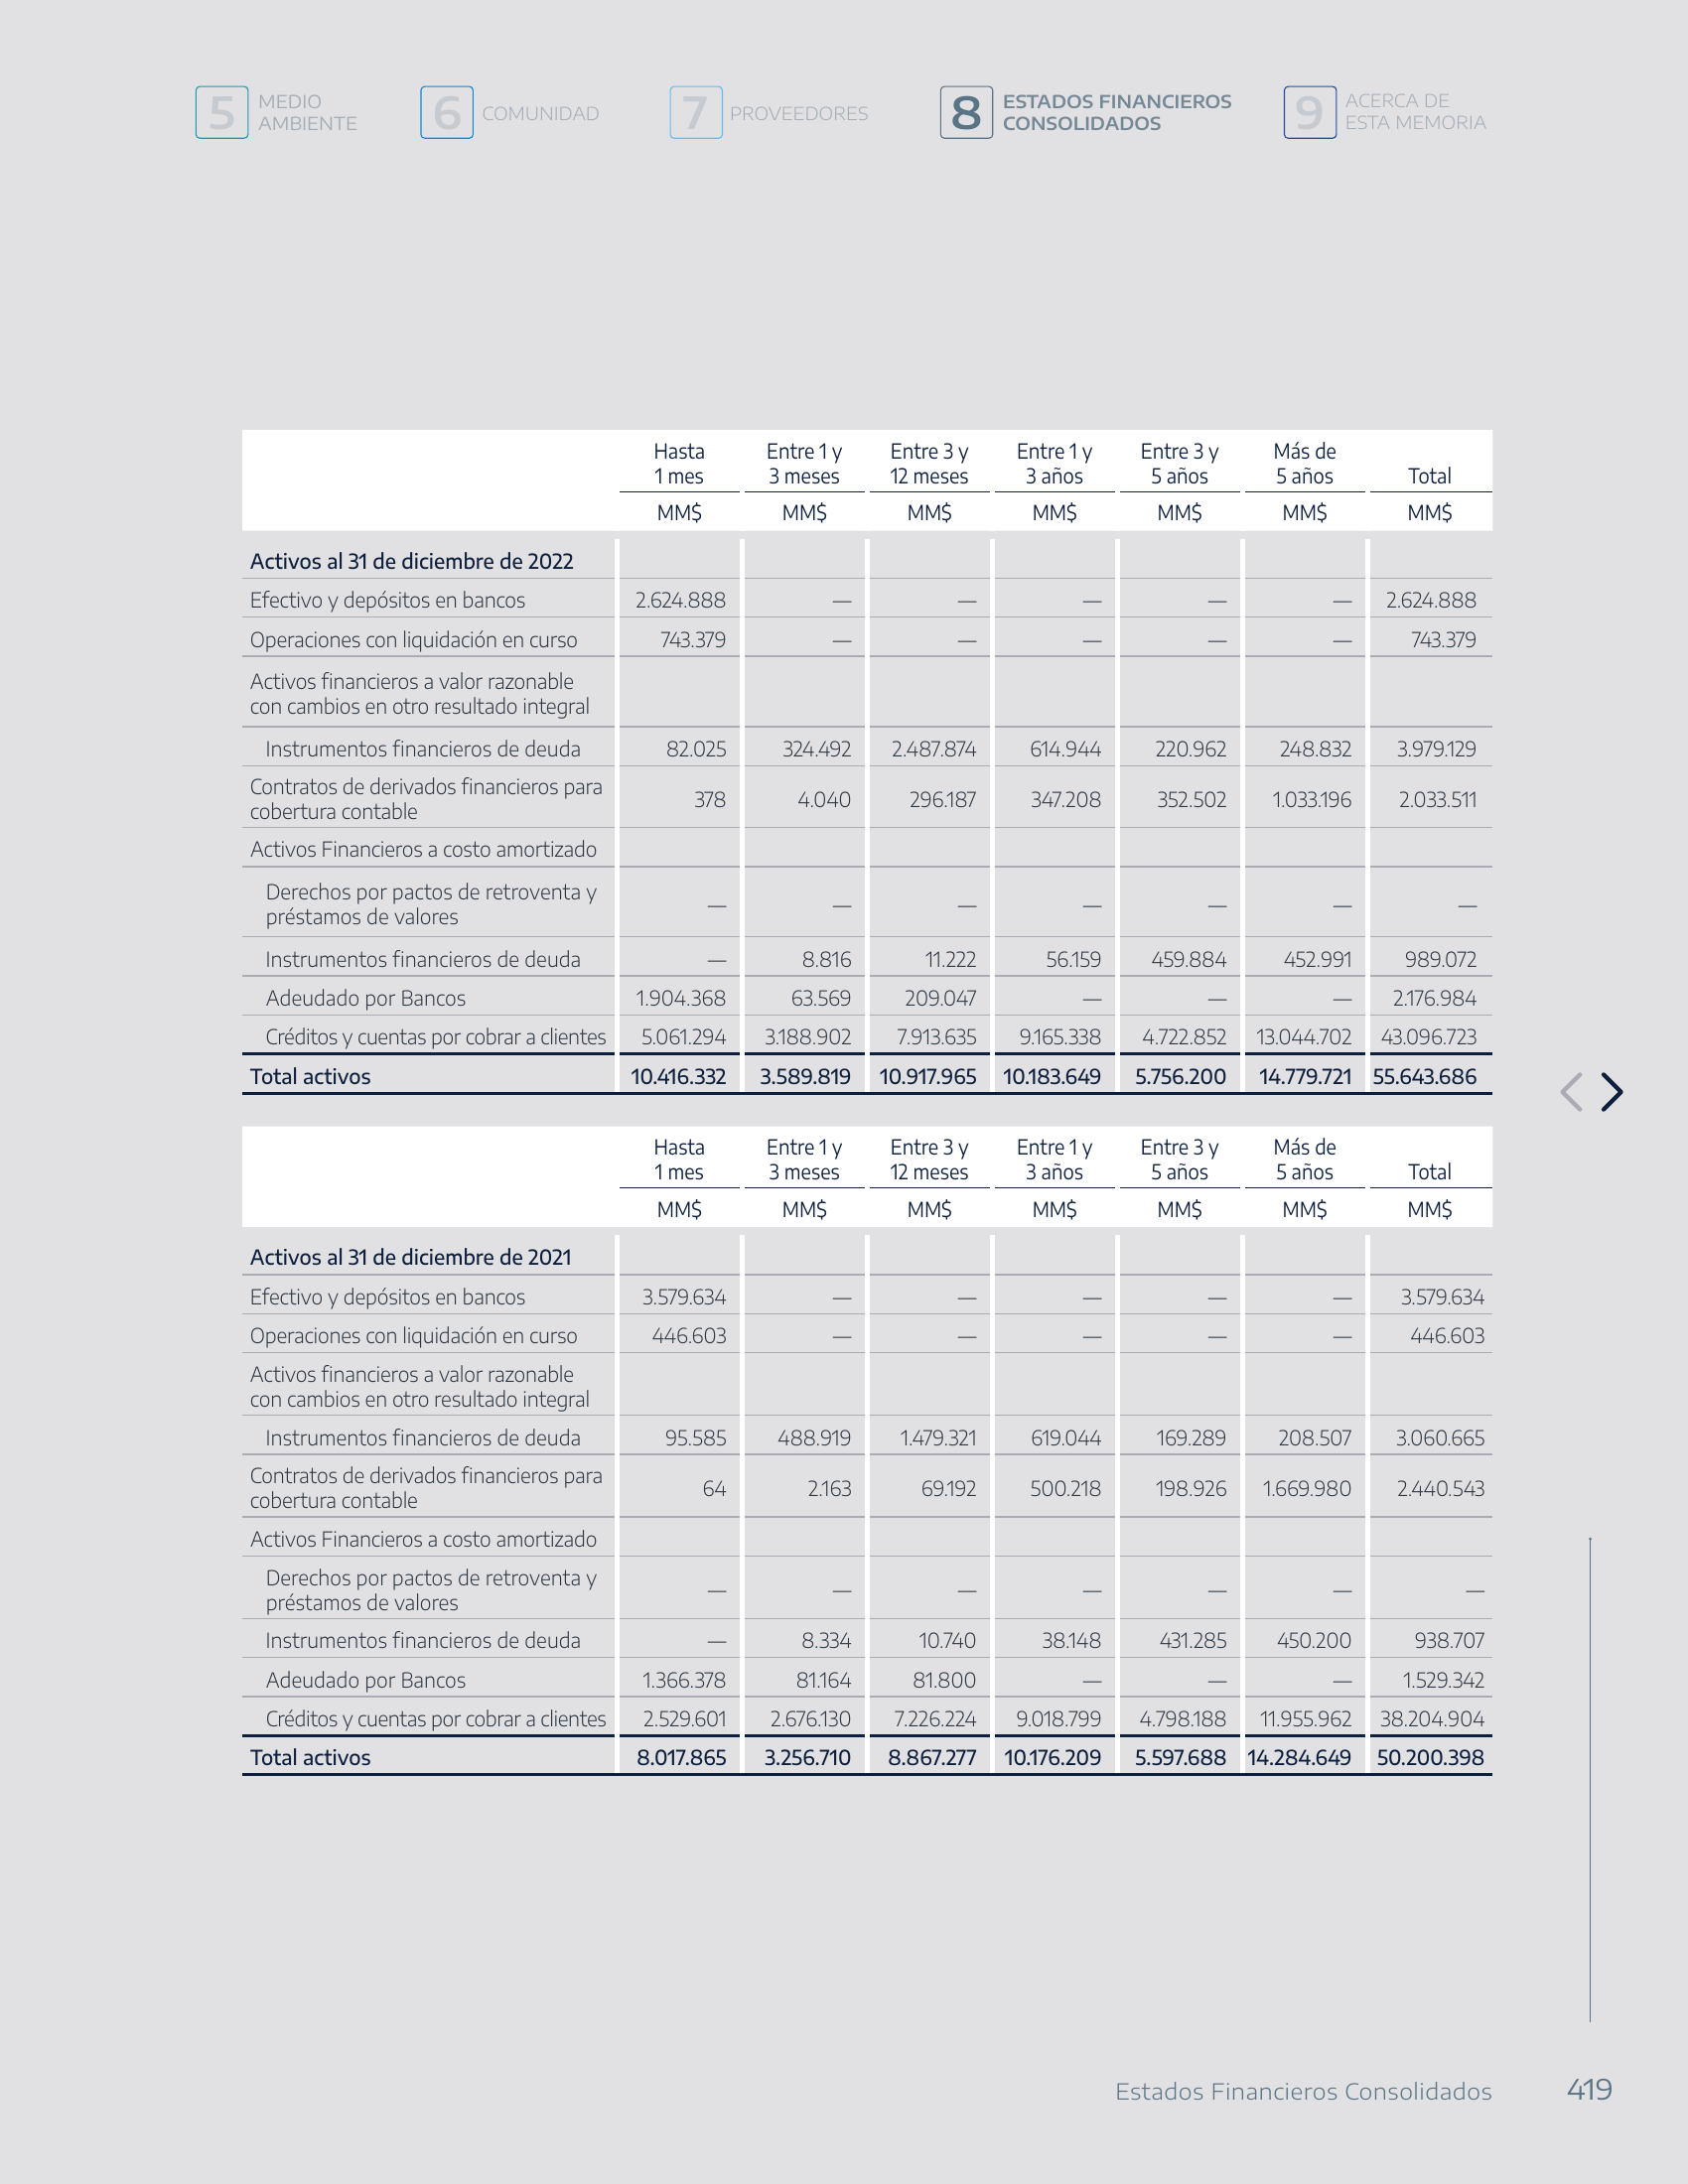 5 MEDIO AMBIENTE
6 COMUNIDAD
7 PROVEEDORES
8 ESTADOS FINANCIEROS CONSOLIDADOS
9 ACERCA DE ESTA MEMORIA
Hasta 1 mes Entre 1 y 3 meses Entre 3 y 12 meses Entre 1 y 3 años Entre 3 y 5 años Más de 5 años Total
MM$ MM$ MM$ MM$ MM$ MM$ MM$
Activos al 31 de diciembre de 2022
Efectivo y depósitos en bancos 2.624.888 — — — — — 2.624.888
Operaciones con liquidación en curso 743.379 — — — — — 743.379
Activos financieros a valor razonable
con cambios en otro resultado integral
Instrumentos financieros de deuda 82.025 324.492 2.487.874 614.944 220.962 248.832 3.979.129
Contratos de derivados financieros para
cobertura contable 378 4.040 296.187 347.208 352.502 1.033.196 2.033.511
Activos Financieros a costo amortizado
Derechos por pactos de retroventa y
préstamos de valores — — — — — — —
Instrumentos financieros de deuda — 8.816 11.222 56.159 459.884 452.991 989.072
Adeudado por Bancos 1.904.368 63.569 209.047 — — — 2.176.984
Créditos y cuentas por cobrar a clientes 5.061.294 3.188.902 7.913.635 9.165.338 4.722.852 13.044.702 43.096.723
Total activos 10.416.332 3.589.819 10.917.965 10.183.649 5.756.200 14.779.721 55.643.686
Hasta 1 mes Entre 1 y 3 meses Entre 3 y 12 meses Entre 1 y 3 años Entre 3 y 5 años Más de 5 años Total
MM$ MM$ MM$ MM$ MM$ MM$ MM$
Activos al 31 de diciembre de 2021
Efectivo y depósitos en bancos 3.579.634 — — — — — 3.579.634
Operaciones con liquidación en curso 446.603 — — — — — 446.603
Activos financieros a valor razonable
con cambios en otro resultado integral
Instrumentos financieros de deuda 95.585 488.919 1.479.321 619.044 169.289 208.507 3.060.665
Contratos de derivados financieros para
cobertura contable 64 2.163 69.192 500.218 198.926 1.669.980 2.440.543
Activos Financieros a costo amortizado
Derechos por pactos de retroventa y
préstamos de valores — — — — — — —
Instrumentos financieros de deuda — 8.334 10.740 38.148 431.285 450.200 938.707
Adeudado por Bancos 1.366.378 81.164 81.800 — — — 1.529.342
Créditos y cuentas por cobrar a clientes 2.529.601 2.676.130 7.226.224 9.018.799 4.798.188 11.955.962 38.204.904
Total activos 8.017.865 3.256.710 8.867.277 10.176.209 5.597.688 14.284.649 50.200.398
Estados Financieros Consolidados 419